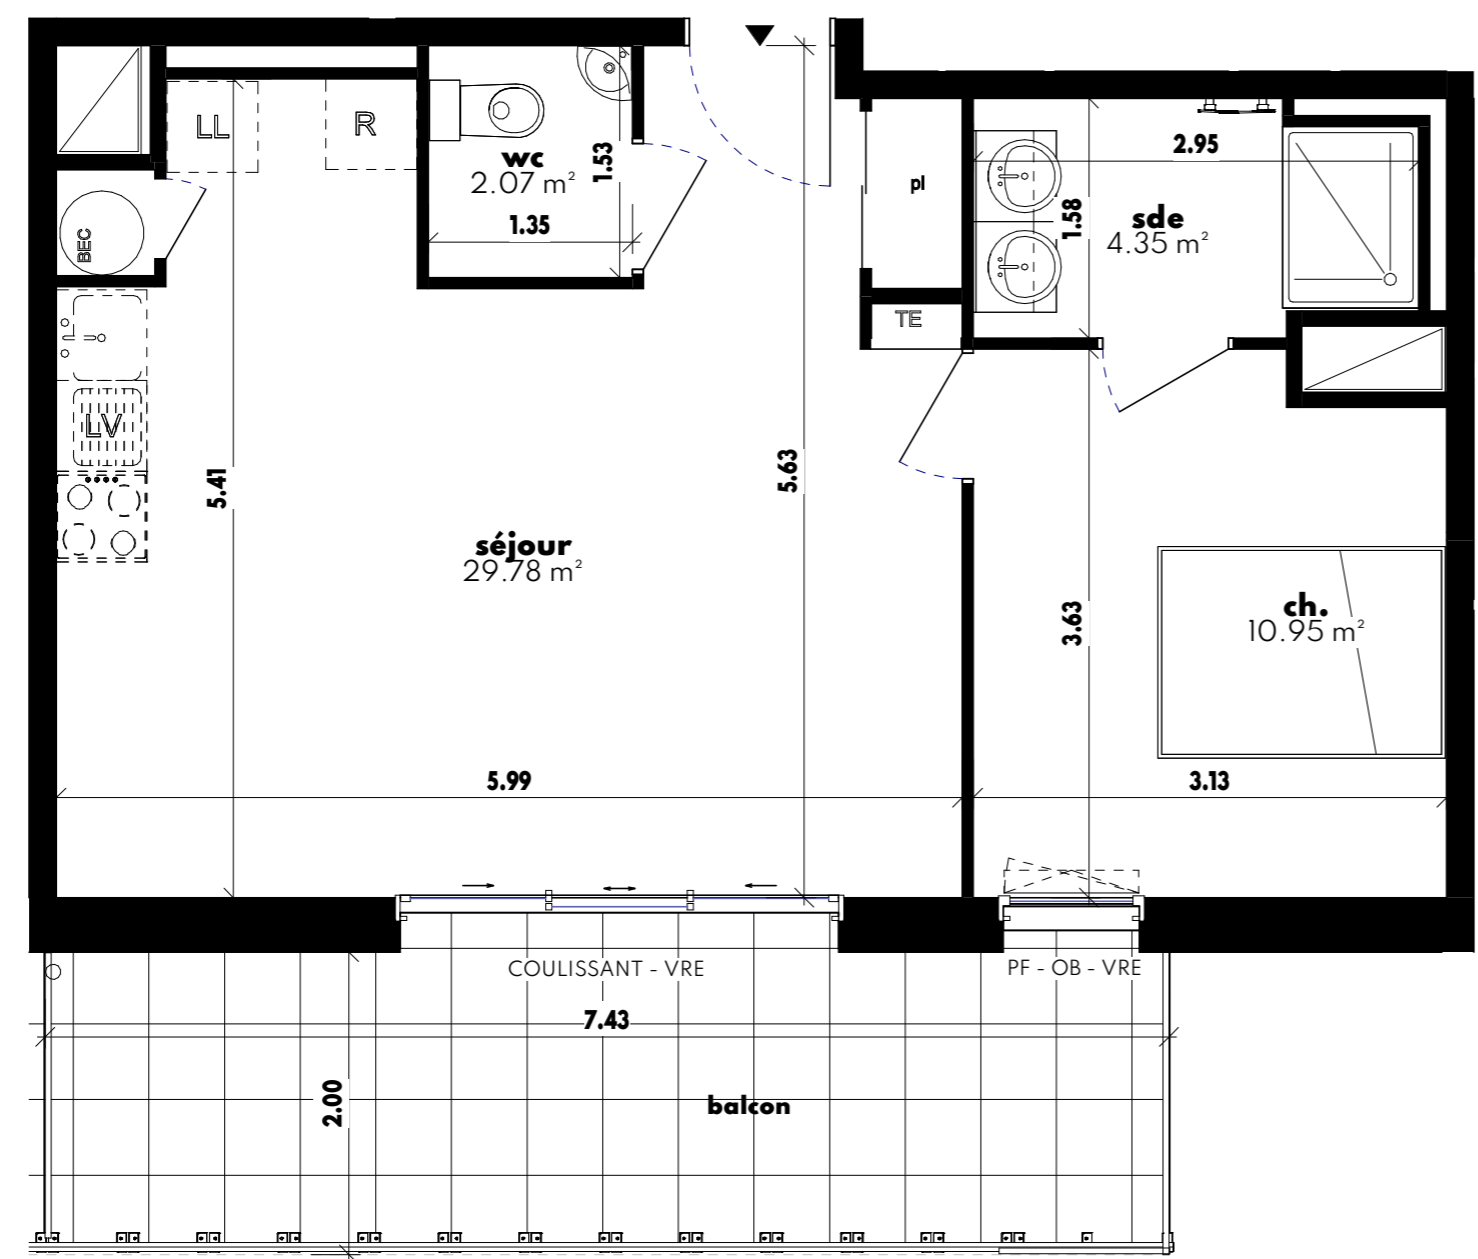 LL
R
wc
2.07 m²
1.53
1.35
BEC
pl
2.95
1.58
sde
4.35 m²
TE
LV
5.41
5.63
séjour
29.78 m²
3.63
ch.
10.95 m²
5.99
3.13
COULISSANT - VRE
PF - OB - VRE
7.43
2.00
balcon